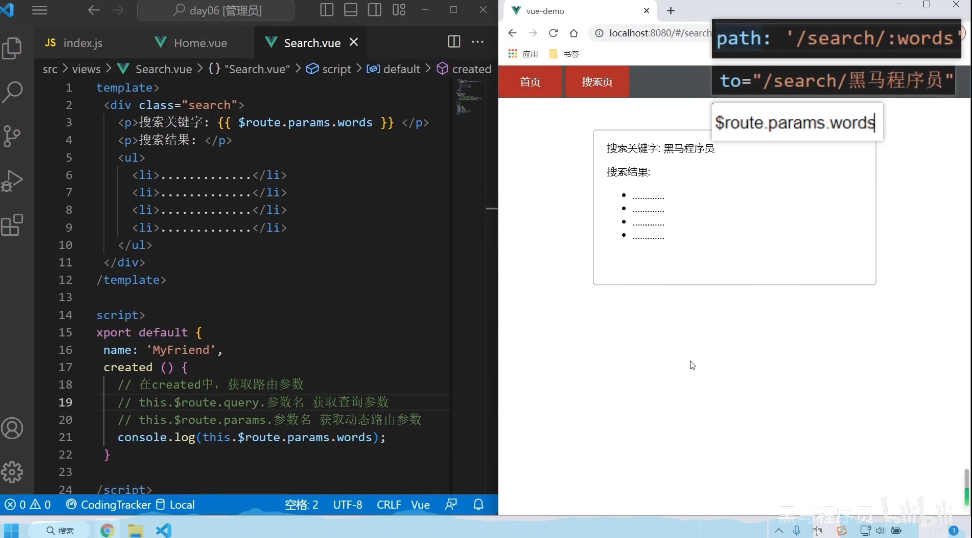 day06 [管理员]
JS index.js
Home.vue
Search.vue
src > views > Search.vue > {} "Search.vue" > script > default > created
1 template>
2 <div class="search">
3 <p>搜索关键字: {{ $route.params.words }} </p>
4 <p>搜索结果: </p>
5 <ul>
6 <li>.............</li>
7 <li>.............</li>
8 <li>.............</li>
9 <li>.............</li>
10 </ul>
11 </div>
12 /template>
13
14 script>
15 xport default {
16 name: 'MyFriend',
17 created () {
18 // 在created中，获取路由参数
19 // this.$route.query.参数名 获取查询参数
20 // this.$route.params.参数名 获取动态路由参数
21 console.log(this.$route.params.words);
22 }
23
24 /script>
0 0 CodingTracker Local 空格: 2 UTF-8 CRLF Vue
搜索
vue-demo
localhost:8080/#/search
应用 书签
首页 搜索页
path: '/search/:words'
to="/search/黑马程序员"
$route.params.words
搜索关键字: 黑马程序员
搜索结果:
.............
.............
.............
.............
黑马程序员 bilibili